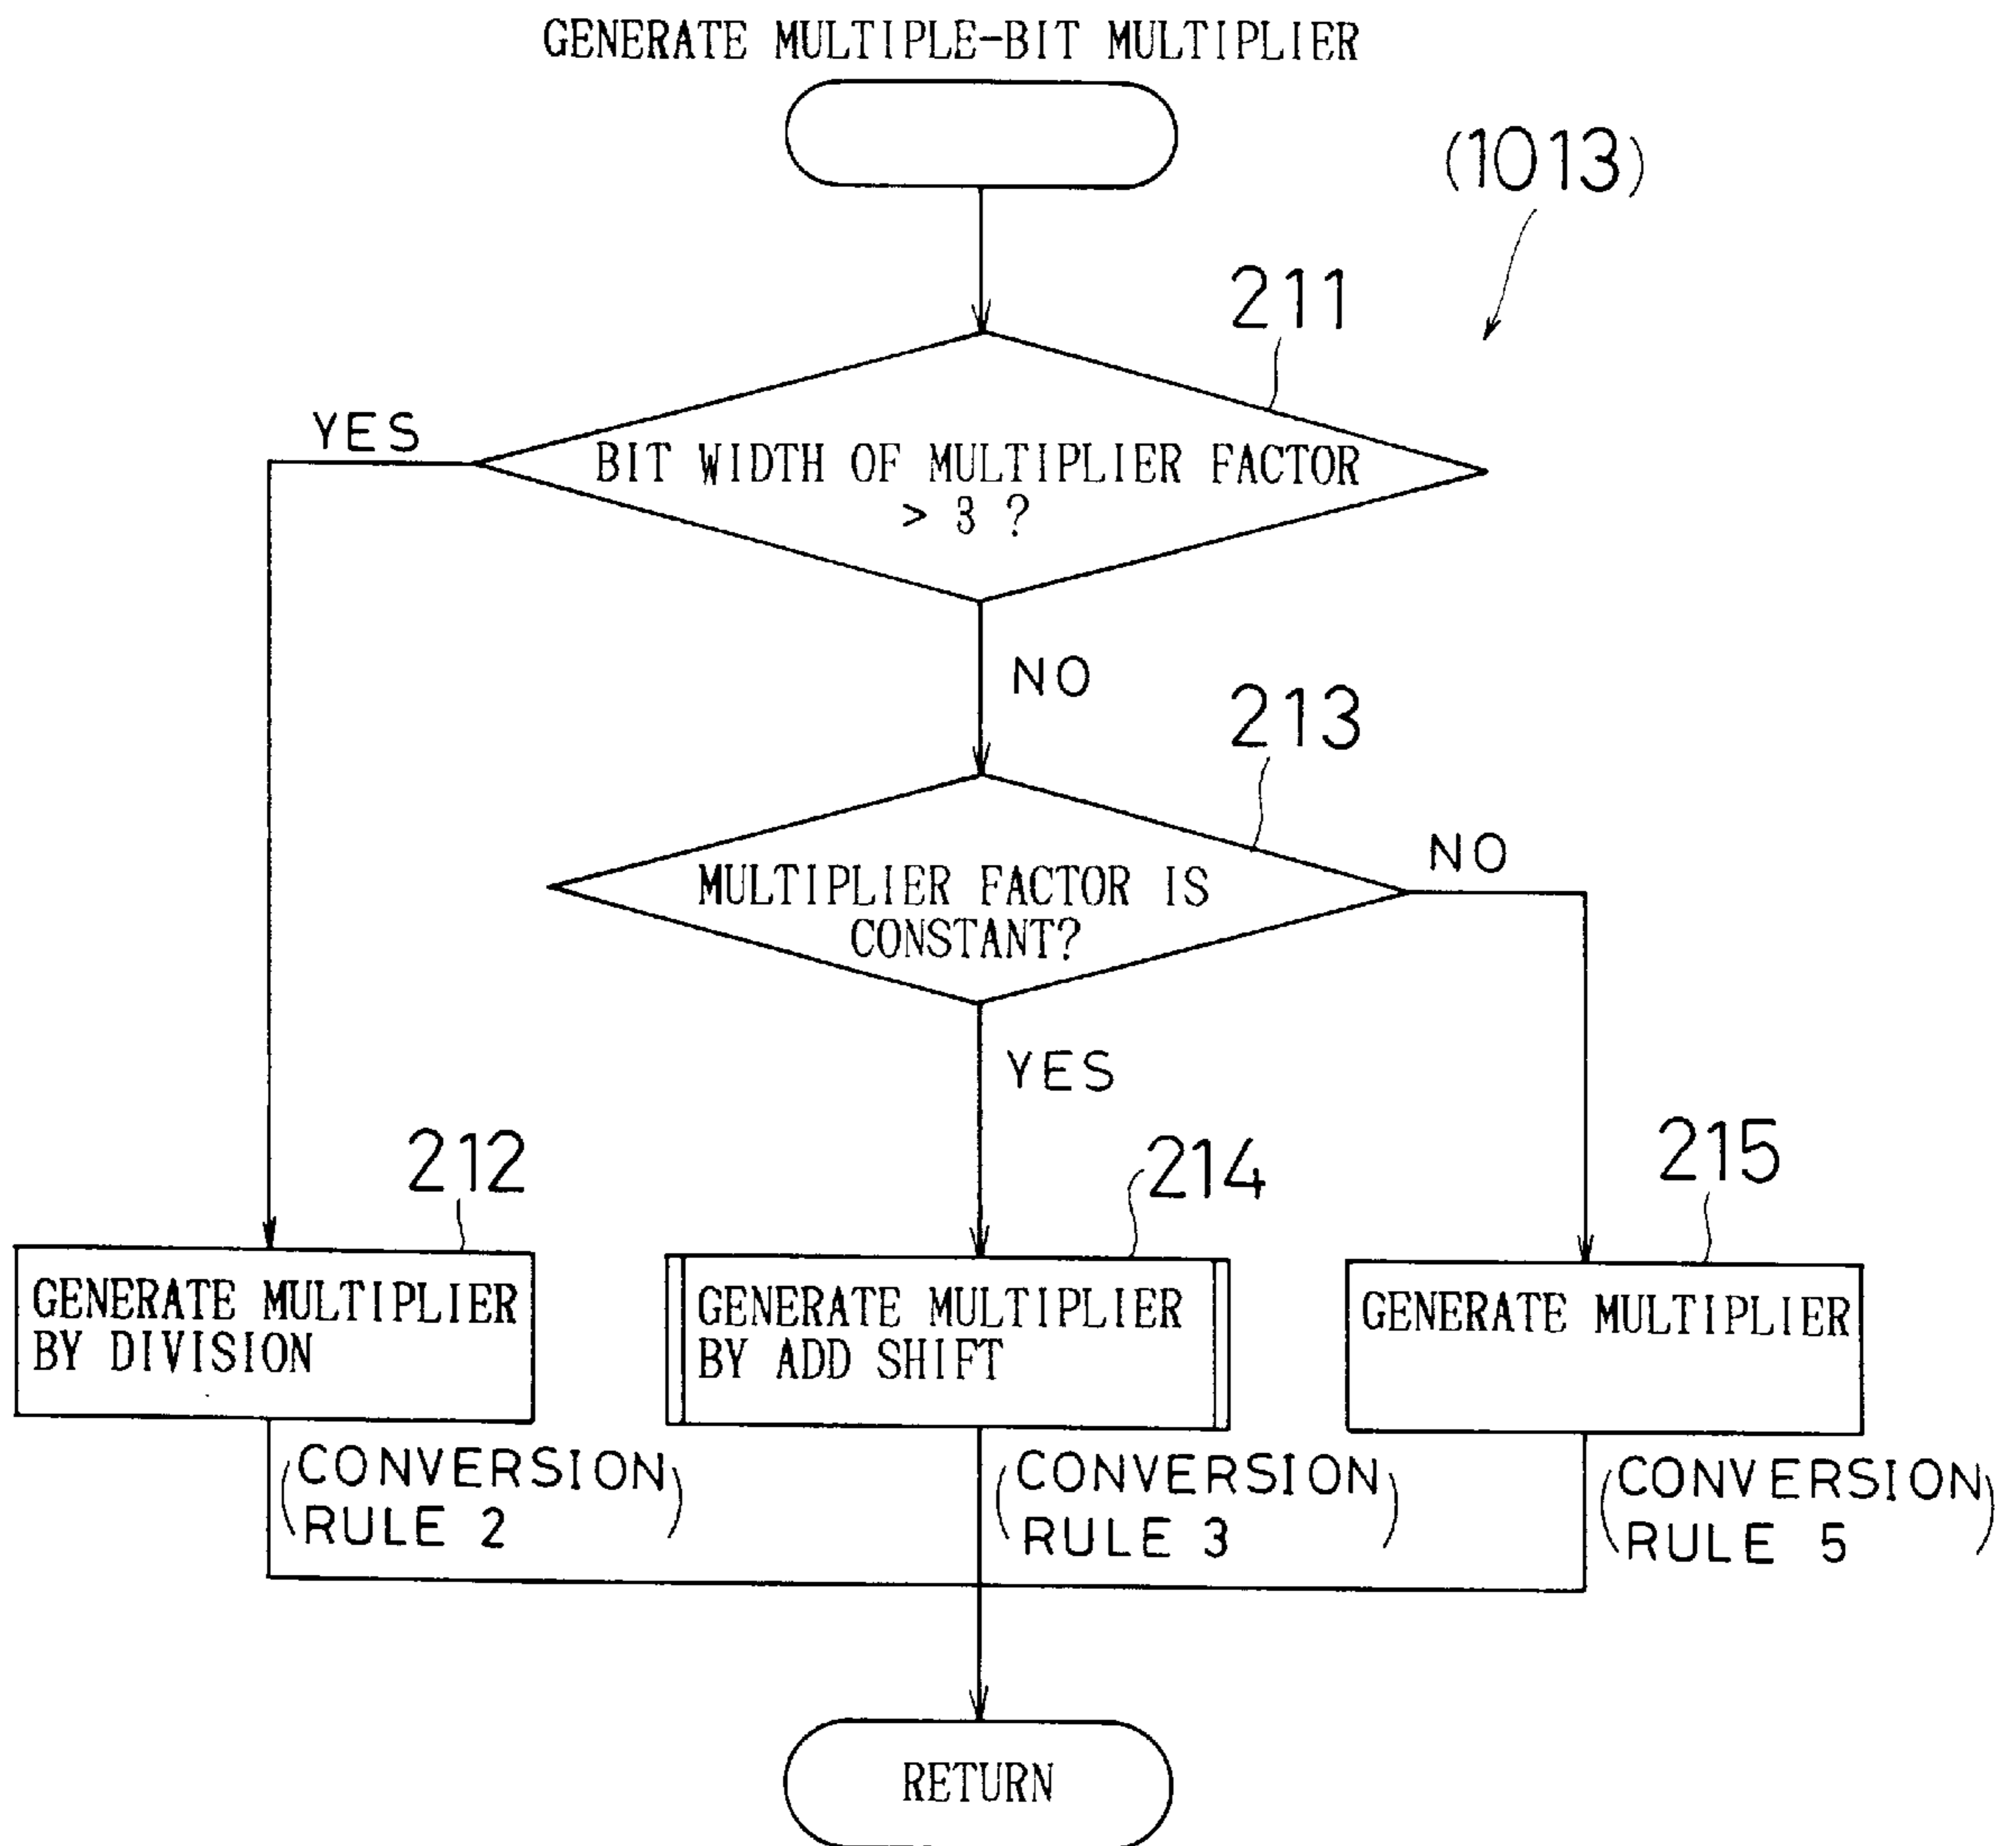 GENERATE MULTIPLE-BIT MULTIPLIER
(1013)
211
YES
BIT WIDTH OF MULTIPLIER FACTOR
> 3 ?
NO
213
NO
MULTIPLIER FACTOR IS
CONSTANT?
YES
212
214
215
GENERATE MULTIPLIER
BY DIVISION
GENERATE MULTIPLIER
BY ADD SHIFT
GENERATE MULTIPLIER
(CONVERSION
RULE 2)
(CONVERSION
RULE 3)
(CONVERSION
RULE 5)
RETURN